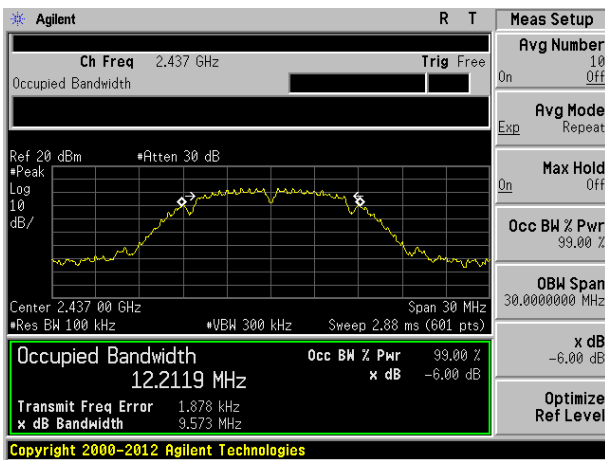 Agilent
R T
Ch Freq 2.437 GHz Trig Free
Occupied Bandwidth
Ref 20 dBm #Atten 30 dB
#Peak
Log
10
dB/
Center 2.437 00 GHz Span 30 MHz
#Res BW 100 kHz #VBW 300 kHz Sweep 2.88 ms (601 pts)
Occupied Bandwidth Occ BW % Pwr 99.00 %
12.2119 MHz x dB -6.00 dB
Transmit Freq Error 1.878 kHz
x dB Bandwidth 9.573 MHz
Copyright 2000-2012 Agilent Technologies
Meas Setup
Avg Number
10
On Off
Avg Mode
Exp Repeat
Max Hold
On Off
Occ BW % Pwr
99.00 %
OBW Span
30.0000000 MHz
x dB
-6.00 dB
Optimize
Ref Level